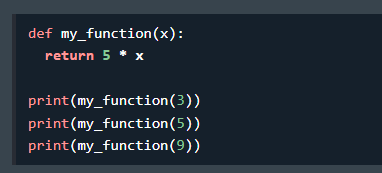 def my_function(x):
  return 5 * x

print(my_function(3))
print(my_function(5))
print(my_function(9))